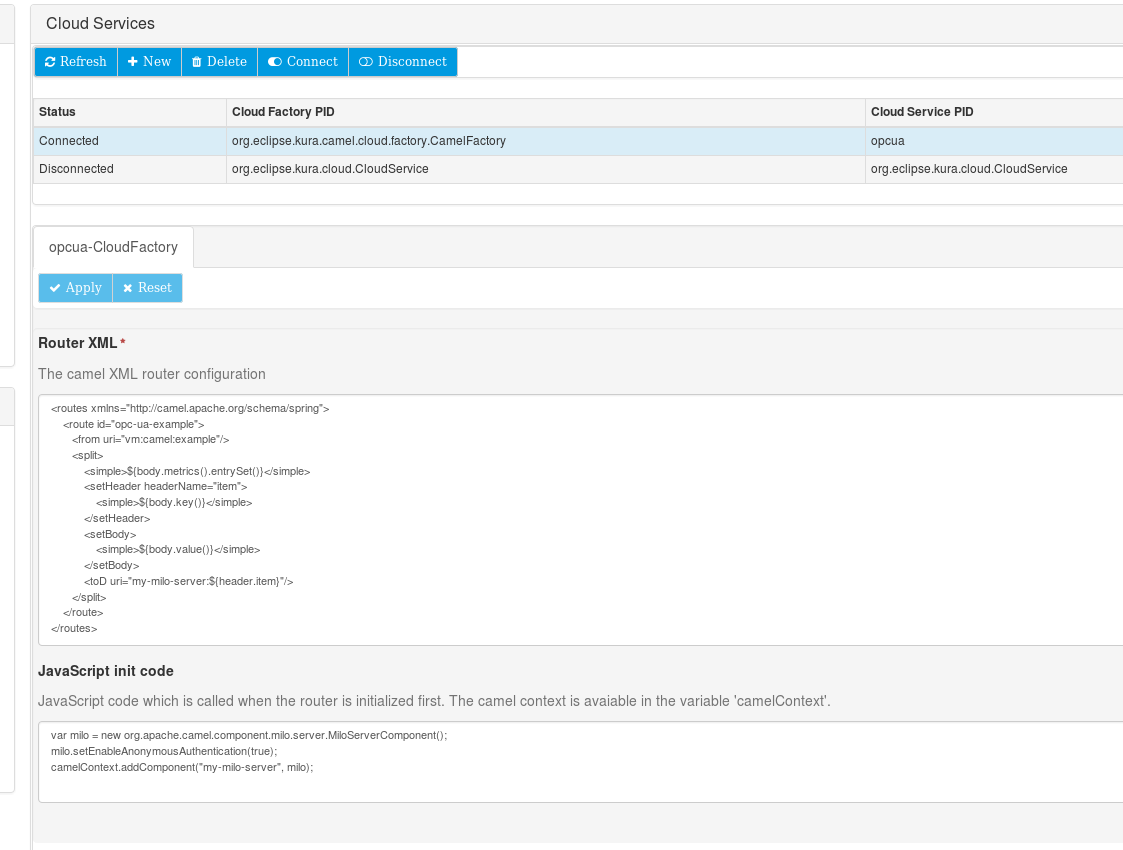 Cloud Services
Refresh New Delete Connect Disconnect
Status Cloud Factory PID Cloud Service PID
Connected org.eclipse.kura.camel.cloud.factory.CamelFactory opcua
Disconnected org.eclipse.kura.cloud.CloudService org.eclipse.kura.cloud.CloudService
opcua-CloudFactory
Apply Reset
Router XML*
The camel XML router configuration
<routes xmlns="http://camel.apache.org/schema/spring">
<route id="opc-ua-example">
<from uri="vm:camel:example"/>
<split>
<simple>${body.metrics().entrySet()}</simple>
<setHeader headerName="item">
<simple>${body.key()}</simple>
</setHeader>
<setBody>
<simple>${body.value()}</simple>
</setBody>
<toD uri="my-milo-server:${header.item}"/>
</split>
</route>
</routes>
JavaScript init code
JavaScript code which is called when the router is initialized first. The camel context is avaiable in the variable 'camelContext'.
var milo = new org.apache.camel.component.milo.server.MiloServerComponent();
milo.setEnableAnonymousAuthentication(true);
camelContext.addComponent("my-milo-server", milo);